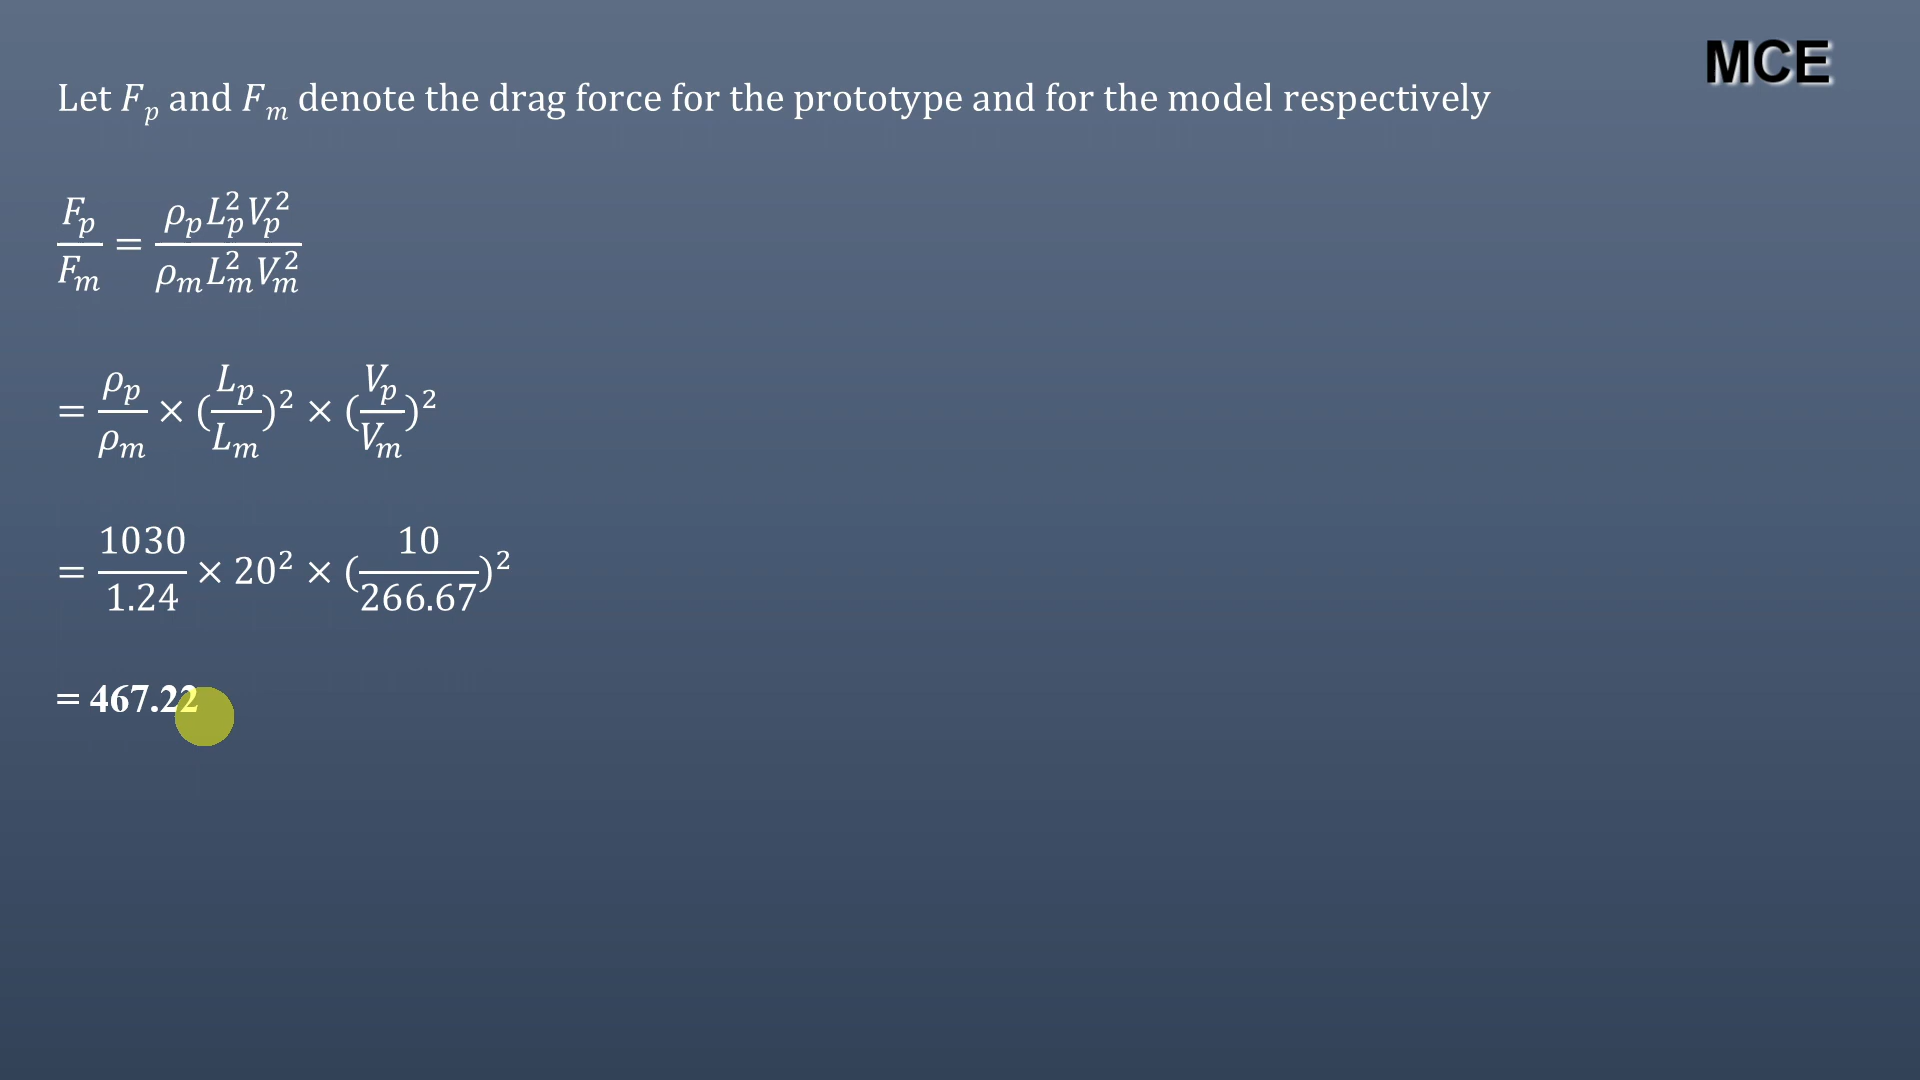 MCE
Let F_p and F_m denote the drag force for the prototype and for the model respectively
F_p/F_m = ρ_p L_p^2 V_p^2 / ρ_m L_m^2 V_m^2
= ρ_p/ρ_m × (L_p/L_m)^2 × (V_p/V_m)^2
= 1030/1.24 × 20^2 × (10/266.67)^2
= 467.22